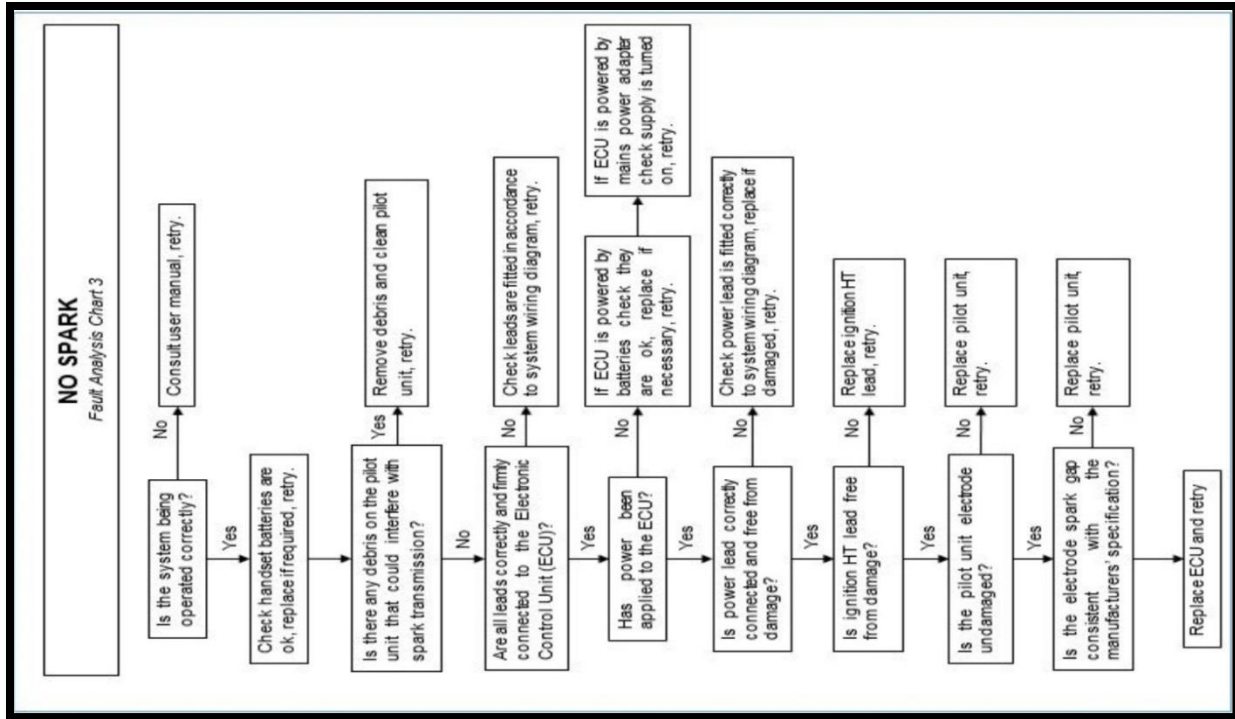 NO SPARK
Fault Analysis Chart 3
Is the system being
operated correctly?
No
Consult user manual, retry.
Yes
Check handset batteries are
ok, replace if required, retry.
Is there any debris on the pilot
unit that could interfere with
spark transmission?
Yes
Remove debris and clean pilot
unit, retry.
No
Are all leads correctly and firmly
connected to the Electronic
Control Unit (ECU)?
No
Check leads are fitted in accordance
to system wiring diagram, retry.
Yes
Has power been
applied to the ECU?
No
If ECU is powered by
batteries check they
are ok, replace if
necessary, retry.
If ECU is powered by
mains power adapter
check supply is turned
on, retry.
Yes
Is power lead correctly
connected and free from
damage?
No
Check power lead is fitted correctly
to system wiring diagram, replace if
damaged, retry.
Yes
Is ignition HT lead free
from damage?
No
Replace ignition HT
lead, retry.
Yes
Is the pilot unit electrode
undamaged?
No
Replace pilot unit,
retry.
Yes
Is the electrode spark gap
consistent with the
manufacturers' specification?
No
Replace pilot unit,
retry.
Replace ECU and retry